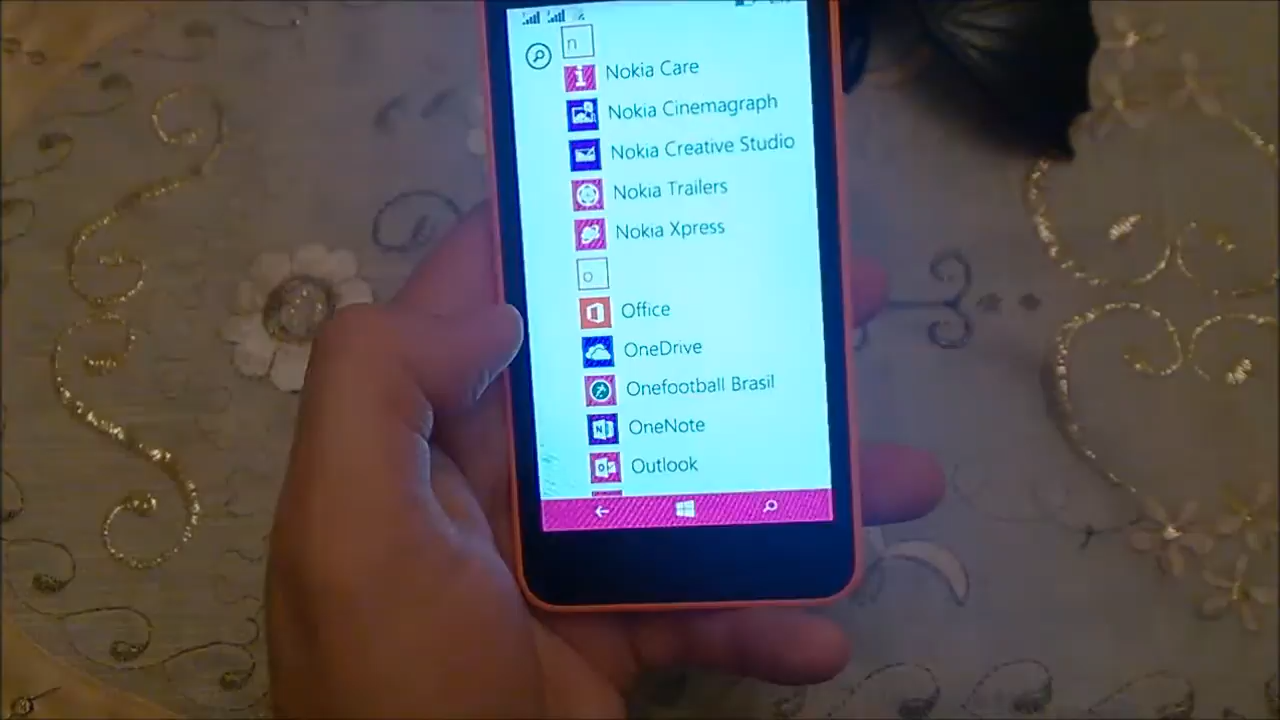 n
Nokia Care
Nokia Cinemagraph
Nokia Creative Studio
Nokia Trailers
Nokia Xpress
o
Office
OneDrive
Onefootball Brasil
OneNote
Outlook